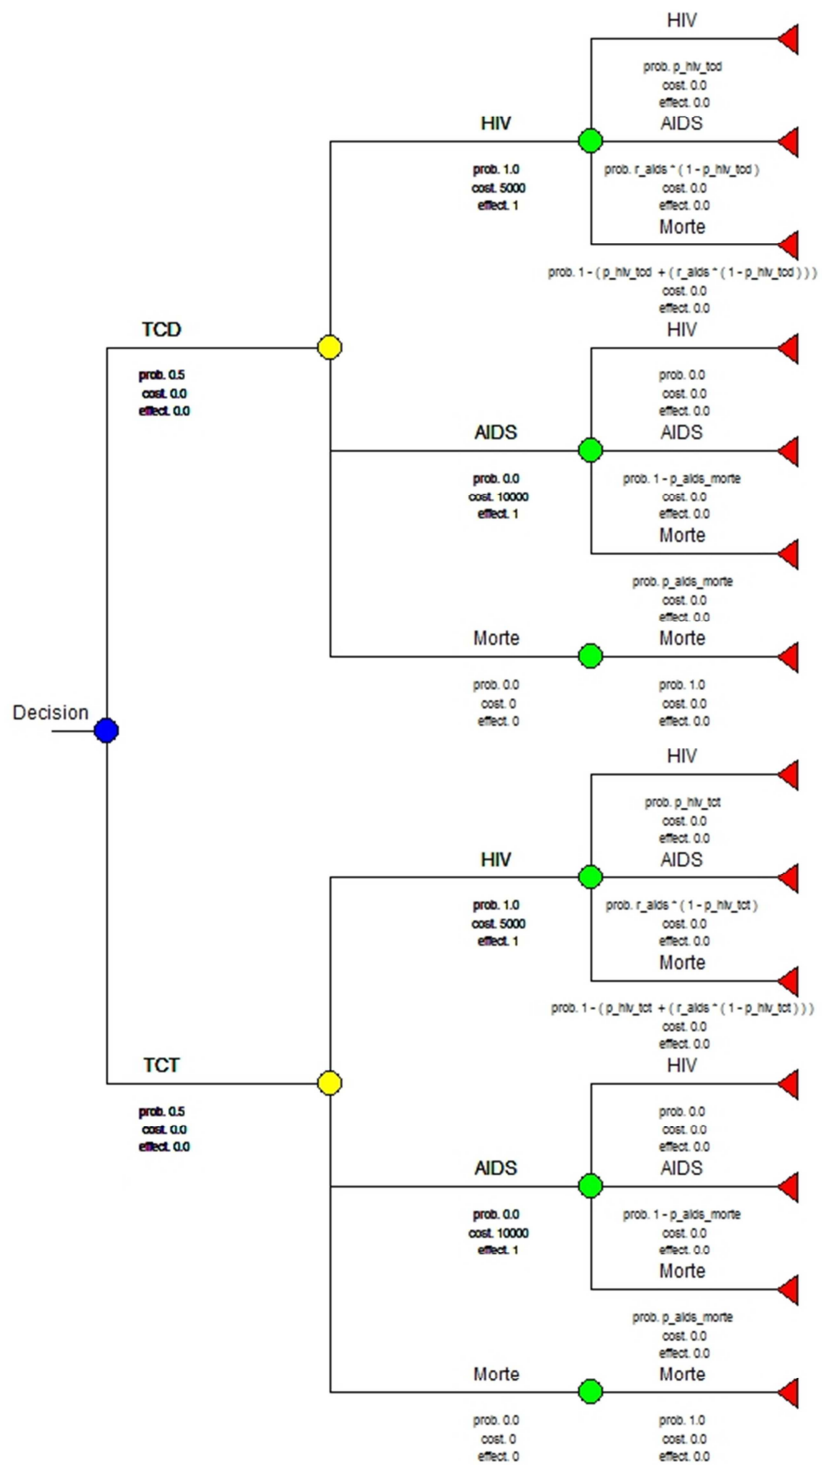 HIV
prob. p_hiv_tcd
cost. 0.0
effect. 0.0
HIV
AIDS
prob. 1.0
cost. 5000
effect. 1
prob. r_aids * ( 1 - p_hiv_tcd )
cost. 0.0
effect. 0.0
Morte
prob. 1 - ( p_hiv_tcd + ( r_aids * ( 1 - p_hiv_tcd ) ) )
cost. 0.0
effect. 0.0
TCD
HIV
prob. 0.5
cost. 0.0
effect. 0.0
prob. 0.0
cost. 0.0
effect. 0.0
AIDS
AIDS
prob. 0.0
cost. 10000
effect. 1
prob. 1 - p_aids_morte
cost. 0.0
effect. 0.0
Morte
prob. p_aids_morte
cost. 0.0
effect. 0.0
Morte
Morte
prob. 0.0
cost. 0
effect. 0
prob. 1.0
cost. 0.0
effect. 0.0
Decision
HIV
prob. p_hiv_tct
cost. 0.0
effect. 0.0
HIV
AIDS
prob. 1.0
cost. 5000
effect. 1
prob. r_aids * ( 1 - p_hiv_tct )
cost. 0.0
effect. 0.0
Morte
prob. 1 - ( p_hiv_tct + ( r_aids * ( 1 - p_hiv_tct ) ) )
cost. 0.0
effect. 0.0
TCT
HIV
prob. 0.5
cost. 0.0
effect. 0.0
prob. 0.0
cost. 0.0
effect. 0.0
AIDS
AIDS
prob. 0.0
cost. 10000
effect. 1
prob. 1 - p_aids_morte
cost. 0.0
effect. 0.0
Morte
prob. p_aids_morte
cost. 0.0
effect. 0.0
Morte
Morte
prob. 0.0
cost. 0
effect. 0
prob. 1.0
cost. 0.0
effect. 0.0